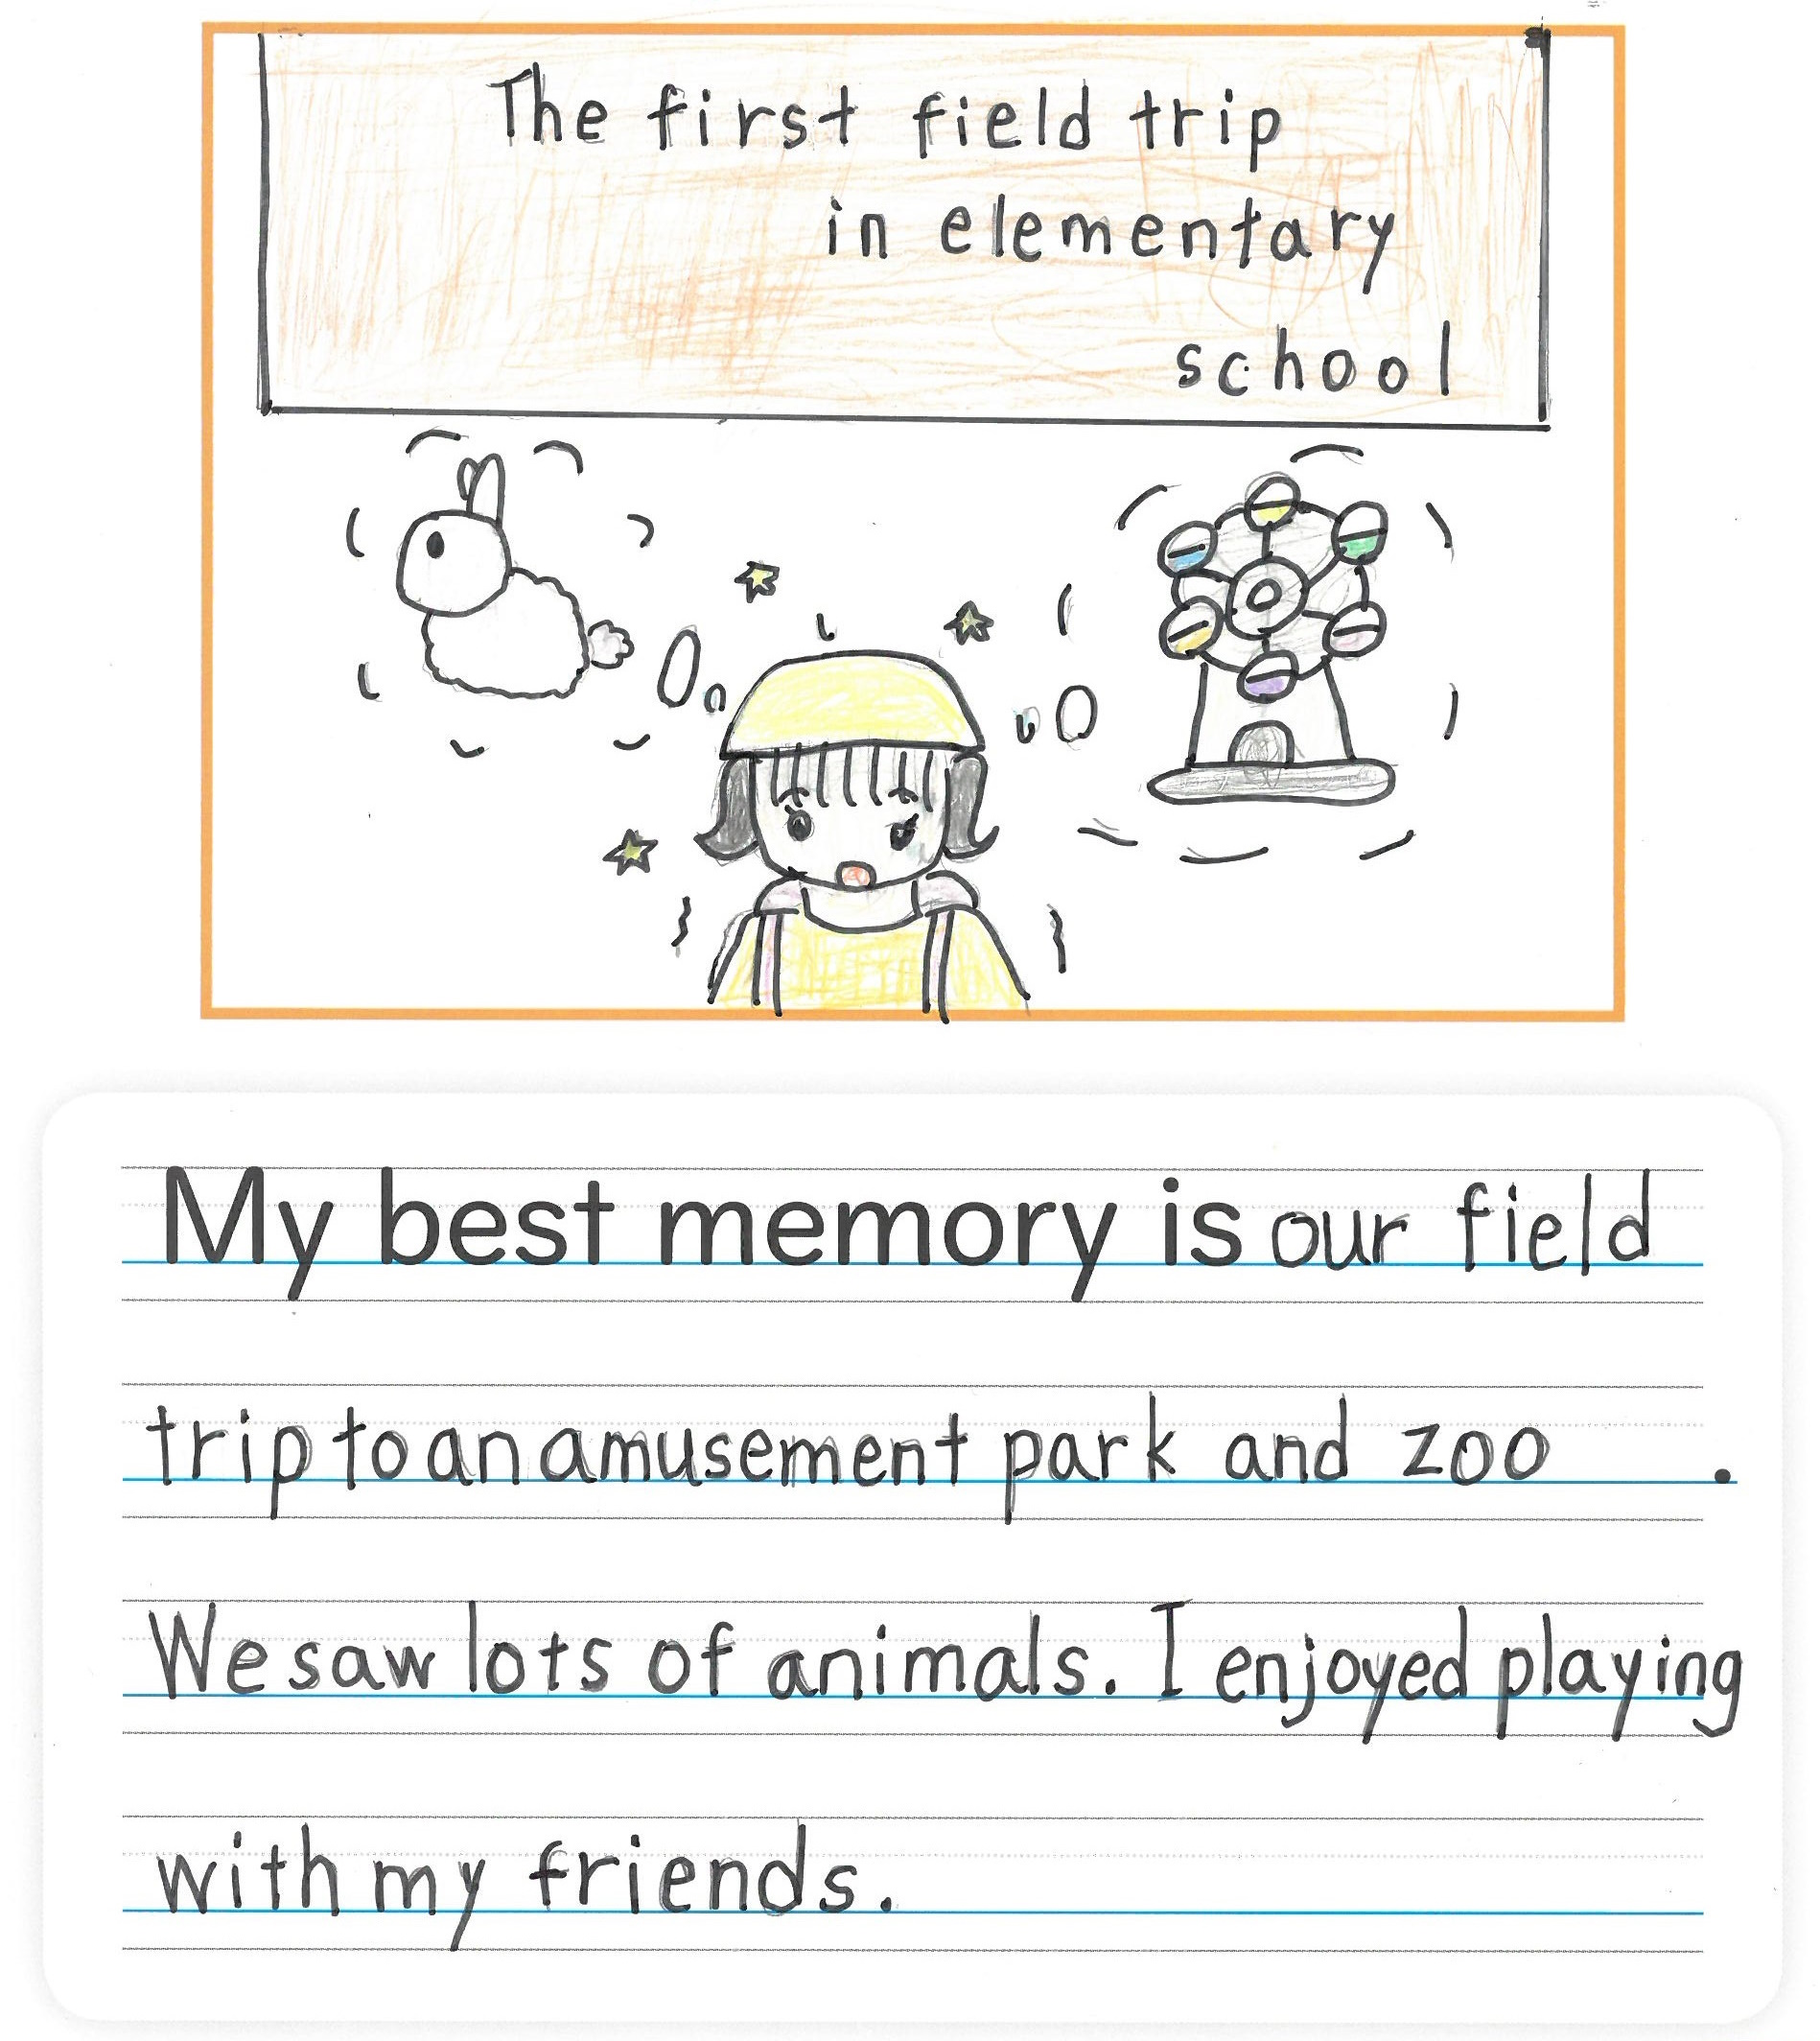 The first field trip
in elementary
school
My best memory is our field
trip to an amusement park and zoo .
We saw lots of animals. I enjoyed playing
with my friends.